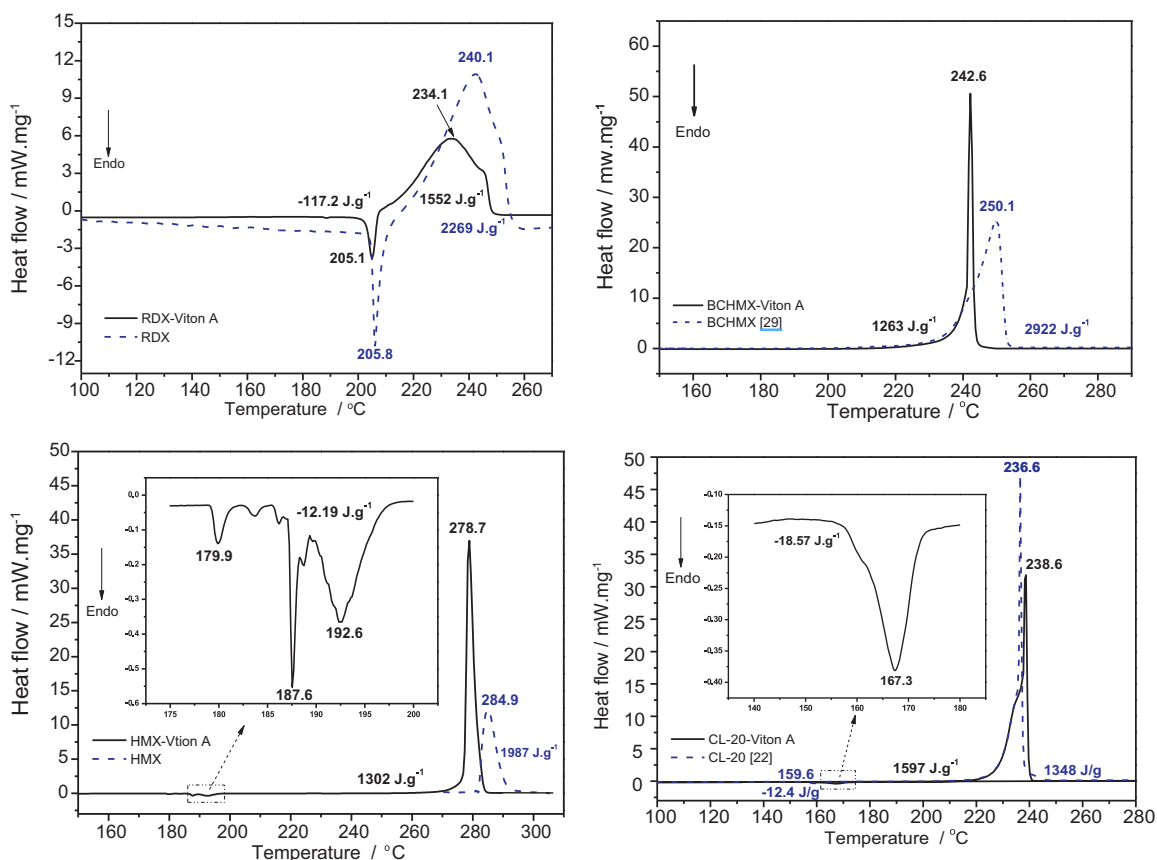 15
12
9
6
3
0
-3
-6
-9
-12
Heat flow / mW.mg-1
Endo
240.1
234.1
-117.2 J.g-1
1552 J.g-1
2269 J.g-1
205.1
205.8
RDX-Viton A
RDX
100 120 140 160 180 200 220 240 260
Temperature / °C
60
50
40
30
20
10
0
Heat flow / mw.mg-1
Endo
242.6
250.1
1263 J.g-1
2922 J.g-1
BCHMX-Viton A
BCHMX [29]
160 180 200 220 240 260 280
Temperature / °C
50
45
40
35
30
25
20
15
10
5
0
Heat flow / mW.mg-1
Endo
0,0
-0,1
-0,2
-0,3
-0,4
-0,5
-0,6
-12.19 J.g-1
179.9
192.6
187.6
175 180 185 190 195 200
278.7
284.9
1987 J.g-1
1302 J.g-1
HMX-Vtion A
HMX
160 180 200 220 240 260 280 300
Temperature / °C
50
45
40
35
30
25
20
15
10
5
0
Heat flow / mW.mg-1
Endo
-0,10
-0,15
-0,20
-0,25
-0,30
-0,35
-0,40
-18.57 J.g-1
167.3
140 150 160 170 180
236.6
238.6
CL-20-Viton A
CL-20 [22]
159.6
-12.4 J/g
1597 J.g-1
1348 J/g
100 120 140 160 180 200 220 240 260 280
Temperature / °C